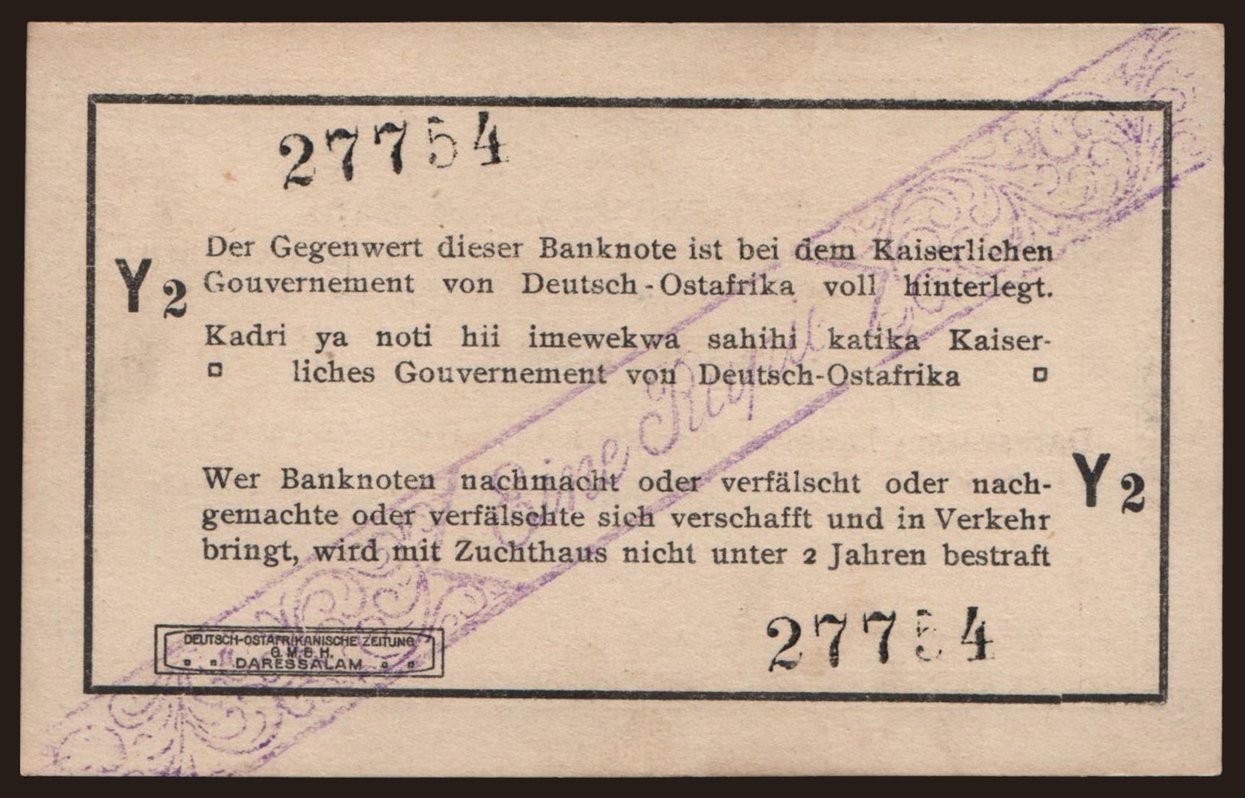 27754
Der Gegenwert dieser Banknote ist bei dem Kaiserlichen
Y2 Gouvernement von Deutsch-Ostafrika voll hinterlegt.
Kadri ya noti hii imewekwa sahihi katika Kaiser-
liches Gouvernement von Deutsch-Ostafrika
Eine Rupie
Wer Banknoten nachmacht oder verfälscht oder nach-
Y2
gemachte oder verfälschte sich verschafft und in Verkehr
bringt, wird mit Zuchthaus nicht unter 2 Jahren bestraft
27754
DEUTSCH-OSTAFRIKANISCHE ZEITUNG
G.M.B.H.
DARESSALAM